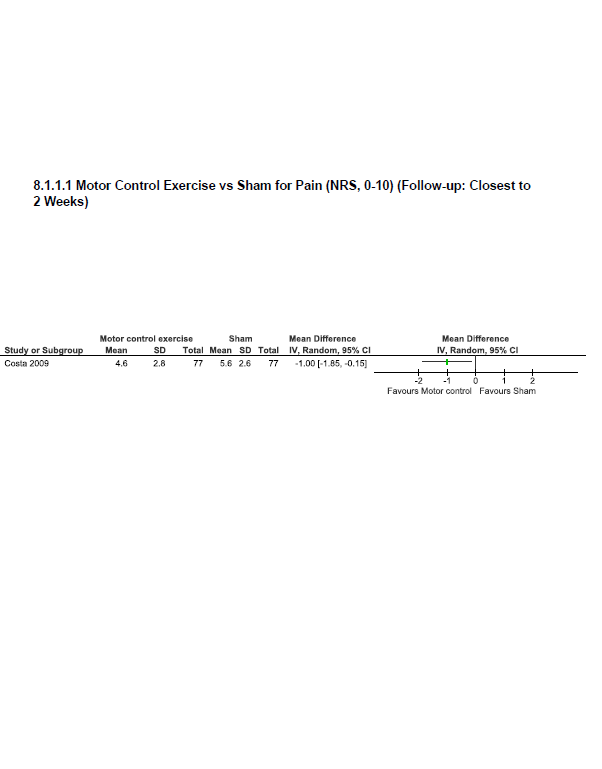 8.1.1.1 Motor Control Exercise vs Sham for Pain (NRS, 0-10) (Follow-up: Closest to
2 Weeks)
Motor control exercise Sham Mean Difference Mean Difference
Study or Subgroup Mean SD Total Mean SD Total IV, Random, 95% CI IV, Random, 95% CI
Costa 2009 4.6 2.8 77 5.6 2.6 77 -1.00 [-1.85, -0.15]
-2 -1 0 1 2
Favours Motor control Favours Sham